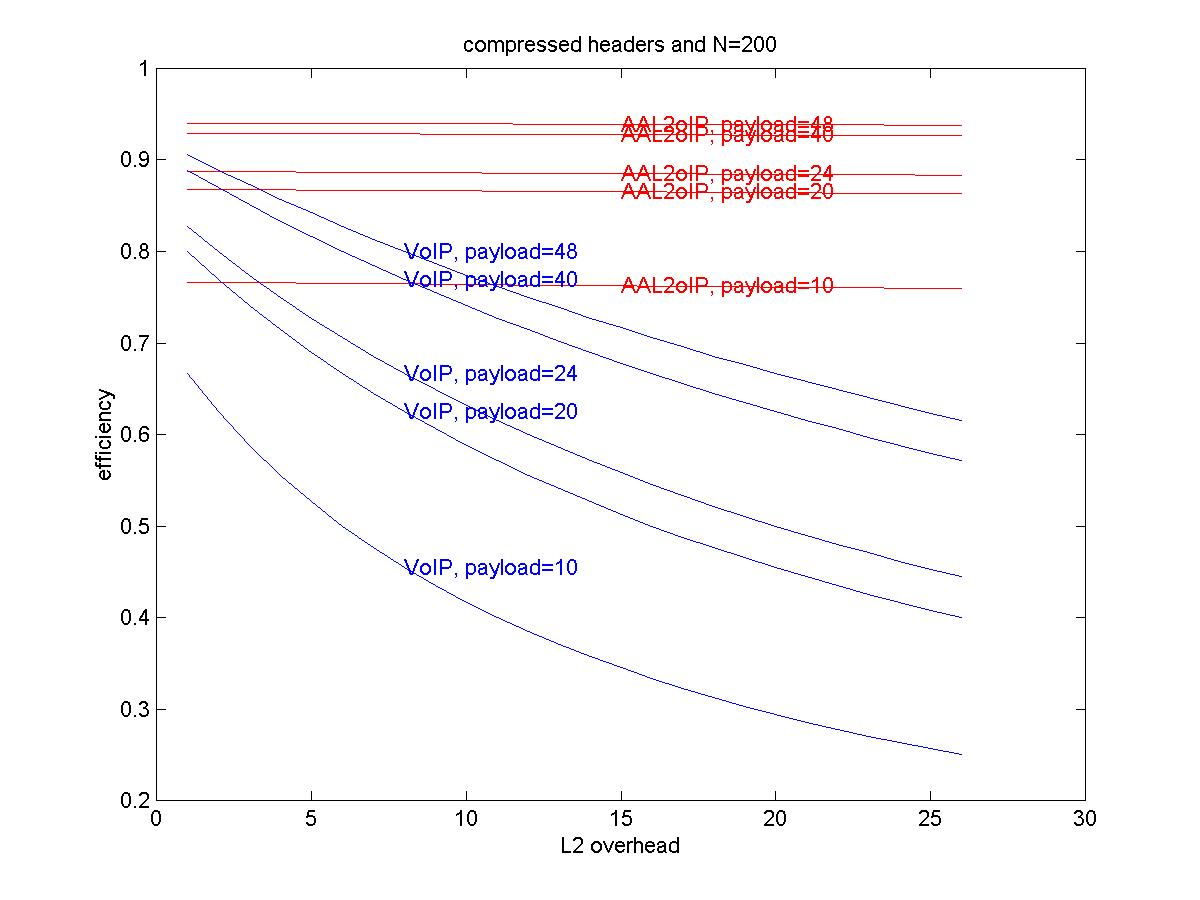 compressed headers and N=200
1
0.9
0.8
0.7
0.6
0.5
0.4
0.3
0.2
efficiency
AAL2oIP, payload=48
AAL2oIP, payload=40
AAL2oIP, payload=24
AAL2oIP, payload=20
VoIP, payload=48
VoIP, payload=40
AAL2oIP, payload=10
VoIP, payload=24
VoIP, payload=20
VoIP, payload=10
0 5 10 15 20 25 30
L2 overhead